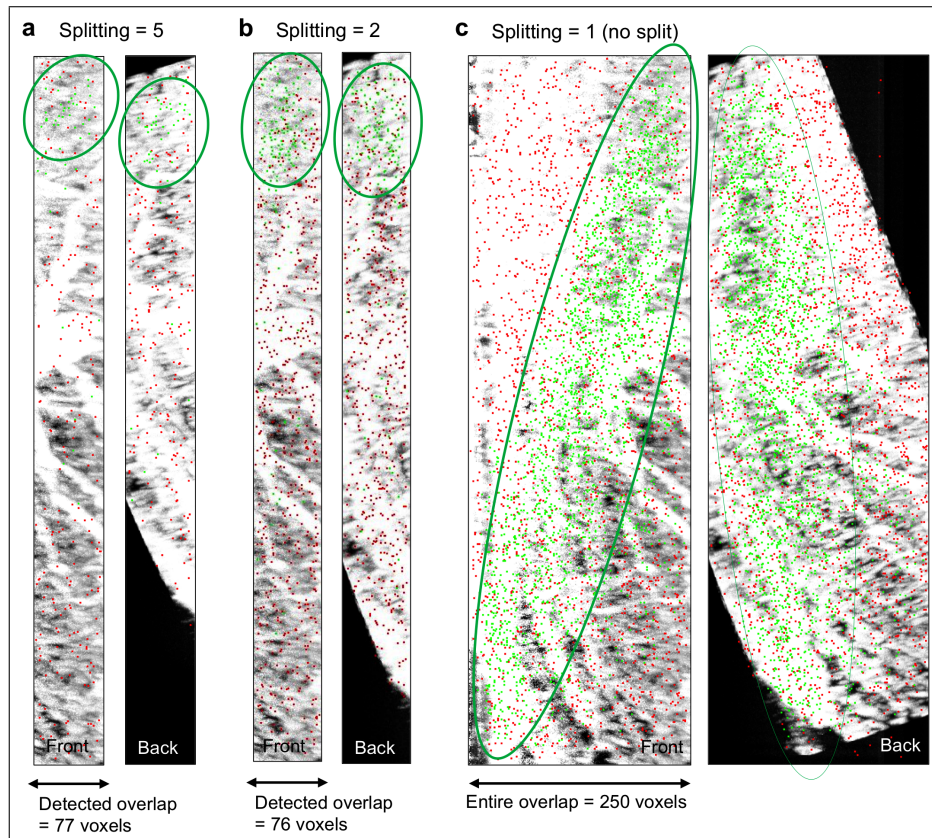 a Splitting = 5
b Splitting = 2
c Splitting = 1 (no split)
Front
Back
Front
Back
Front
Back
Detected overlap
= 77 voxels
Detected overlap
= 76 voxels
Entire overlap = 250 voxels